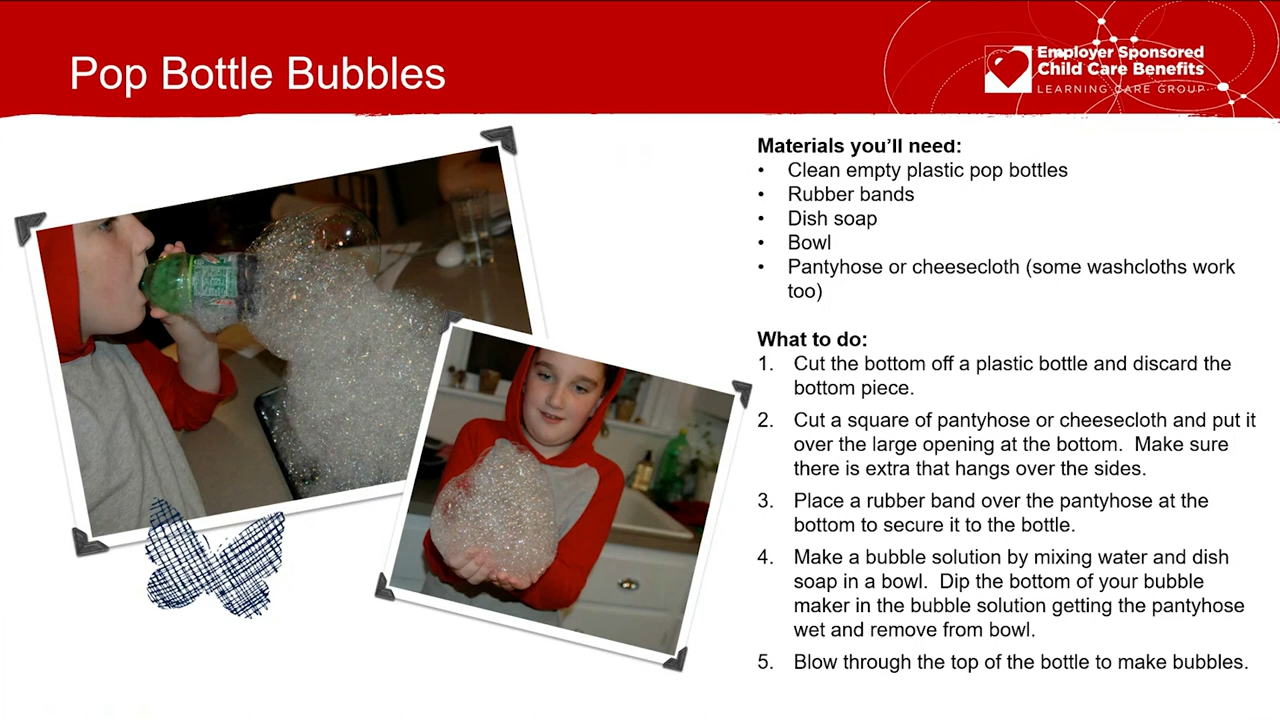 Pop Bottle Bubbles
Employer Sponsored
Child Care Benefits
LEARNING CARE GROUP
Materials you'll need:
• Clean empty plastic pop bottles
• Rubber bands
• Dish soap
• Bowl
• Pantyhose or cheesecloth (some washcloths work
too)
What to do:
1. Cut the bottom off a plastic bottle and discard the
bottom piece.
2. Cut a square of pantyhose or cheesecloth and put it
over the large opening at the bottom.  Make sure
there is extra that hangs over the sides.
3. Place a rubber band over the pantyhose at the
bottom to secure it to the bottle.
4. Make a bubble solution by mixing water and dish
soap in a bowl.  Dip the bottom of your bubble
maker in the bubble solution getting the pantyhose
wet and remove from bowl.
5. Blow through the top of the bottle to make bubbles.